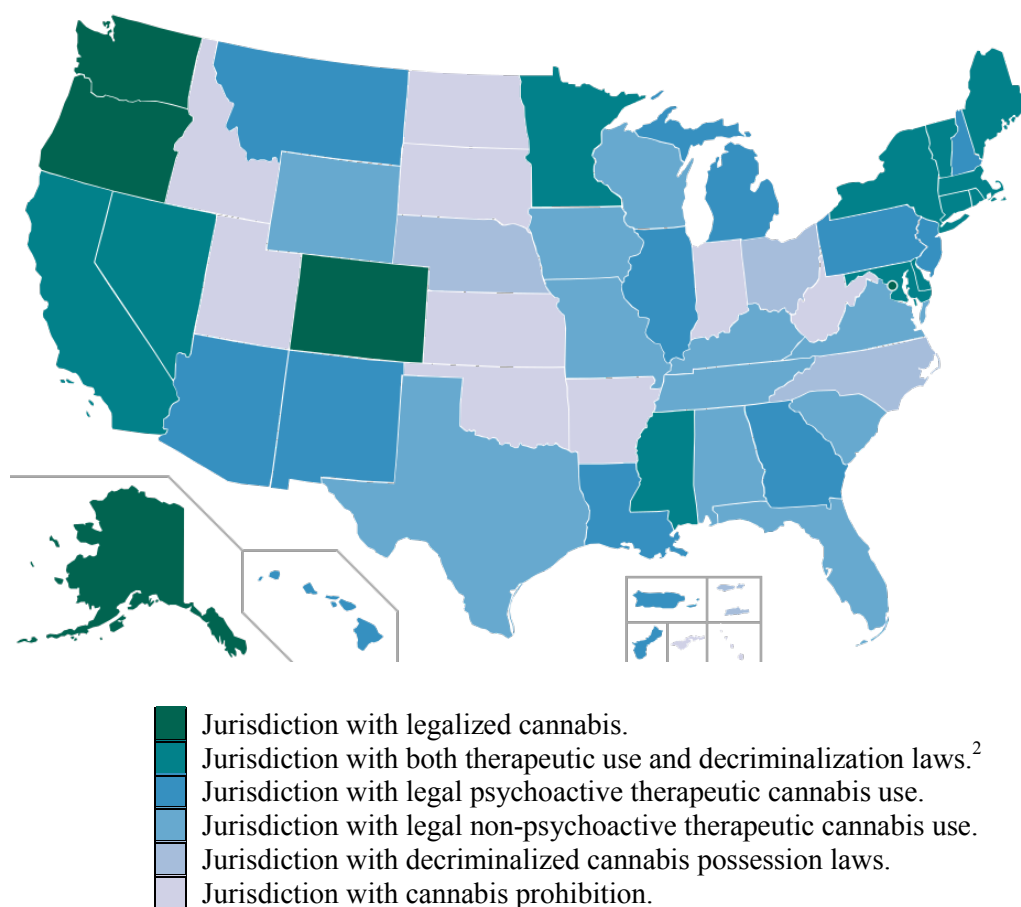 Jurisdiction with legalized cannabis.
Jurisdiction with both therapeutic use and decriminalization laws.²
Jurisdiction with legal psychoactive therapeutic cannabis use.
Jurisdiction with legal non-psychoactive therapeutic cannabis use.
Jurisdiction with decriminalized cannabis possession laws.
Jurisdiction with cannabis prohibition.